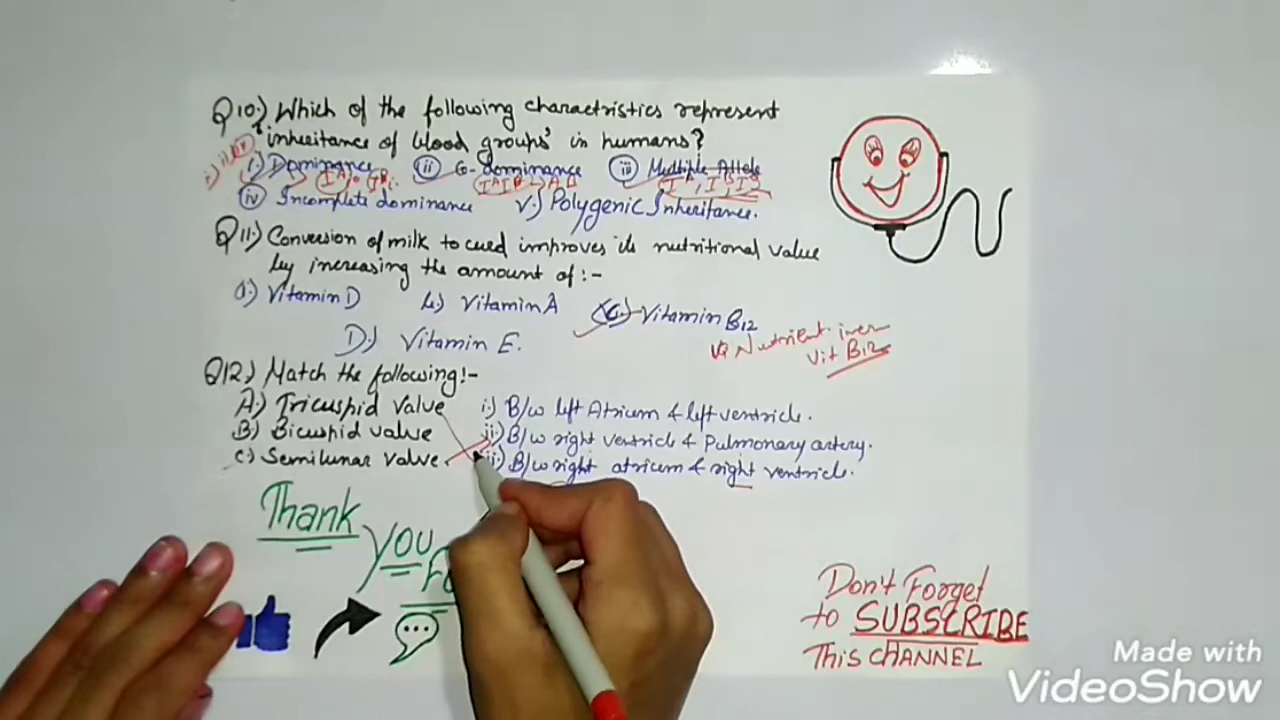 Q10.) Which of the following charactristics represent
'inheritance of blood groups' in humans?
i) ii) iii)
(i.) Dominance (ii) Co-dominance (iii) Multiple Allele
(iv) Incomplete dominance v.) Polygenic Inheritance.
Q11.) Conversion of milk to curd improves its nutritional value
by increasing the amount of:-
a.) Vitamin D b.) Vitamin A (C.) Vitamin B12
D.) Vitamin E.
Nutrient
Vit B12
Q12.) Match the following:-
A.) Tricuspid Valve i.) B/w left Atrium & left ventricle.
B.) Bicuspid valve ii.) B/w right ventricle & Pulmonary artery.
C.) Semilunar Valve ii) B/w right atrium & right ventricle.
Thank
you
Don't Forget
to SUBSCRIBE
This CHANNEL
Made with
VideoShow